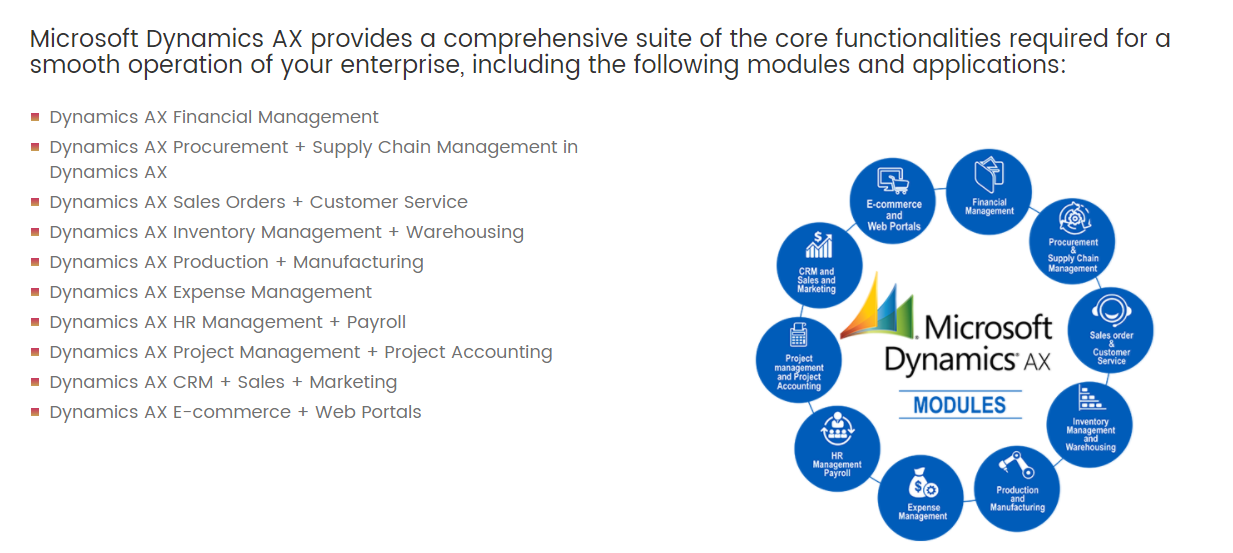 Microsoft Dynamics AX provides a comprehensive suite of the core functionalities required for a
smooth operation of your enterprise, including the following modules and applications:
Dynamics AX Financial Management
Dynamics AX Procurement + Supply Chain Management in
Dynamics AX
Dynamics AX Sales Orders + Customer Service
Dynamics AX Inventory Management + Warehousing
Dynamics AX Production + Manufacturing
Dynamics AX Expense Management
Dynamics AX HR Management + Payroll
Dynamics AX Project Management + Project Accounting
Dynamics AX CRM + Sales + Marketing
Dynamics AX E-commerce + Web Portals
Financial
Management
Procurement
&
Supply Chain
Management
Sales order
&
Customer
Service
Inventory
Management
and
Warehousing
Production
and
Manufacturing
Expense
Management
HR
Management
Payroll
Project
management
and Project
Accounting
CRM and
Sales and
Marketing
E-commerce
and
Web Portals
Microsoft
Dynamics® AX
MODULES